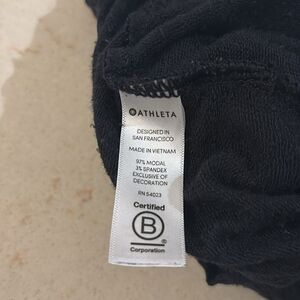 ATHLETA
DESIGNED IN
SAN FRANCISCO
MADE IN VIETNAM
97% MODAL
3% SPANDEX
EXCLUSIVE OF
DECORATION
RN 54023
Certified
B
®
Corporation